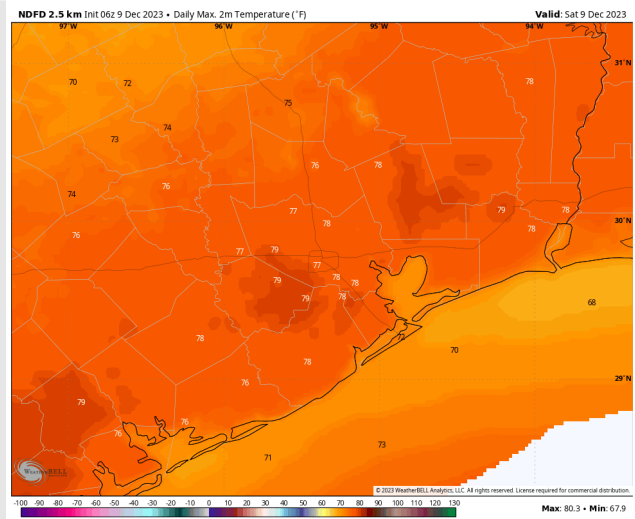 NDFD 2.5 km Init 06z 9 Dec 2023 • Daily Max. 2m Temperature (°F) Valid: Sat 9 Dec 2023
97°W 96°W 95°W 94°W
31°N
70 72 78
75
74
73
76 78
76
74
77 79 78
78 78 30°N
76
77 79
77
79 78 78
79 78
68
78 72
70
78
29°N
76
79
76
76
73
71
WeatherBELL
© 2023 WeatherBELL Analytics, LLC. All rights reserved. License required for commercial distribution.
-100 -90 -80 -70 -60 -50 -40 -30 -20 -10 0 10 20 30 40 50 60 70 80 90 100 110 120 130 Max: 80.3 • Min: 67.9